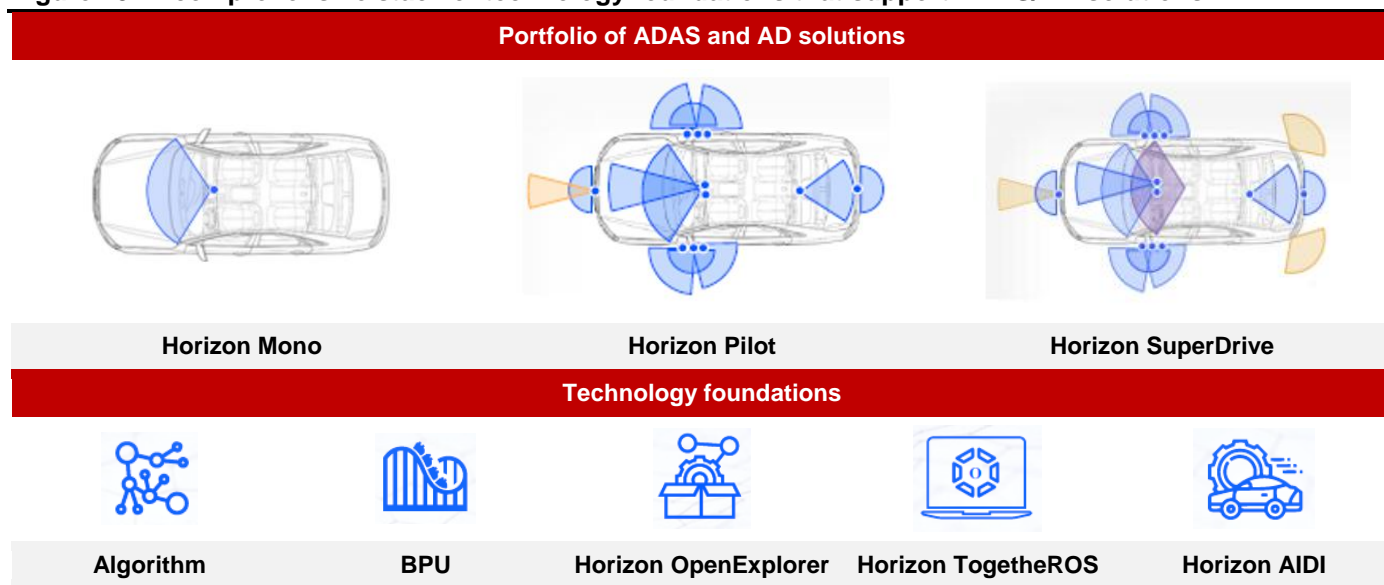 Portfolio of ADAS and AD solutions
Horizon Mono
Horizon Pilot
Horizon SuperDrive
Technology foundations
Algorithm
BPU
Horizon OpenExplorer
Horizon TogetheROS
Horizon AIDI